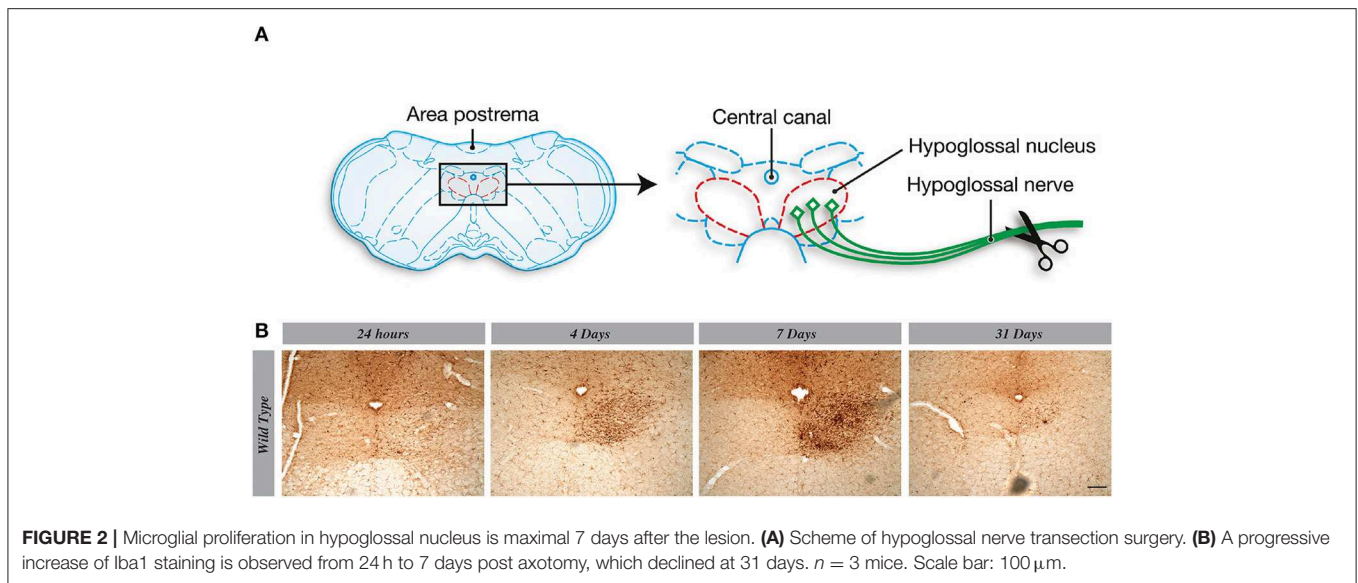 A
Area postrema
Central canal
Hypoglossal nucleus
Hypoglossal nerve
B
24 hours
4 Days
7 Days
31 Days
Wild Type
FIGURE 2 | Microglial proliferation in hypoglossal nucleus is maximal 7 days after the lesion. (A) Scheme of hypoglossal nerve transection surgery. (B) A progressive
increase of Iba1 staining is observed from 24 h to 7 days post axotomy, which declined at 31 days. n = 3 mice. Scale bar: 100 μm.